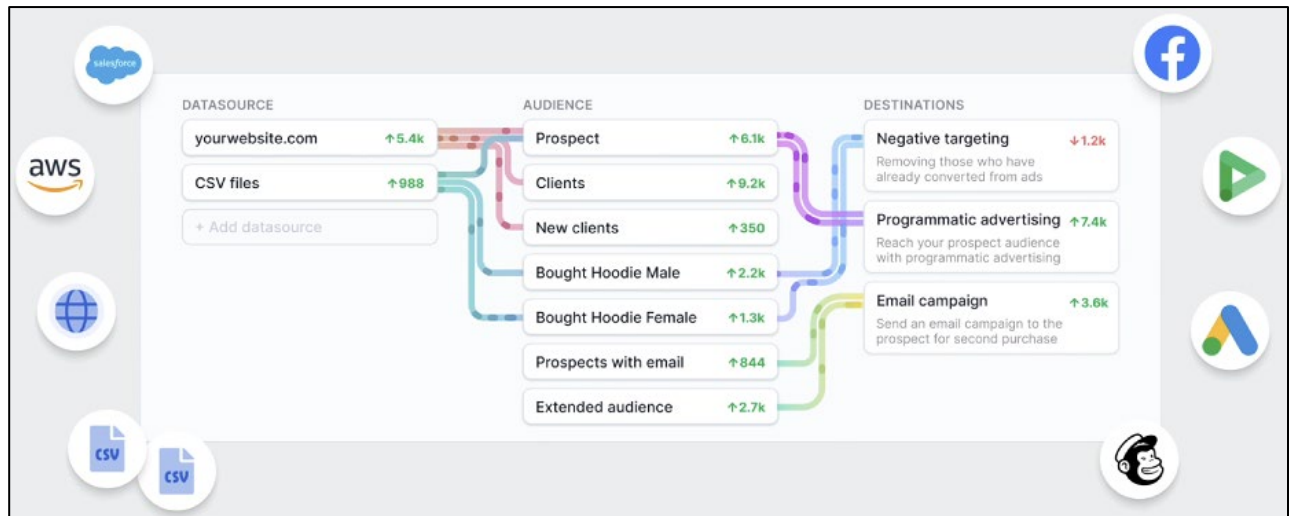 salesforce
aws
CSV
CSV
DATASOURCE
yourwebsite.com ↑5.4k
CSV files ↑988
+ Add datasource
AUDIENCE
Prospect ↑6.1k
Clients ↑9.2k
New clients ↑350
Bought Hoodie Male ↑2.2k
Bought Hoodie Female ↑1.3k
Prospects with email ↑844
Extended audience ↑2.7k
DESTINATIONS
Negative targeting ↓1.2k
Removing those who have
already converted from ads
Programmatic advertising ↑7.4k
Reach your prospect audience
with programmatic advertising
Email campaign ↑3.6k
Send an email campaign to the
prospect for second purchase